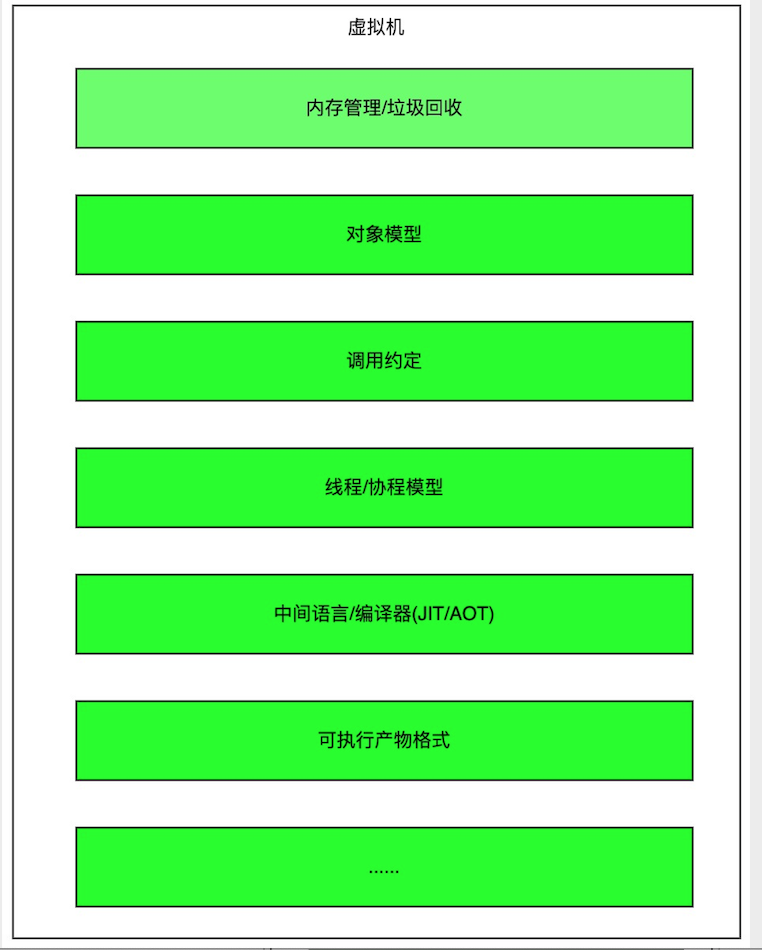 虚拟机
内存管理/垃圾回收
对象模型
调用约定
线程/协程模型
中间语言/编译器(JIT/AOT)
可执行产物格式
......